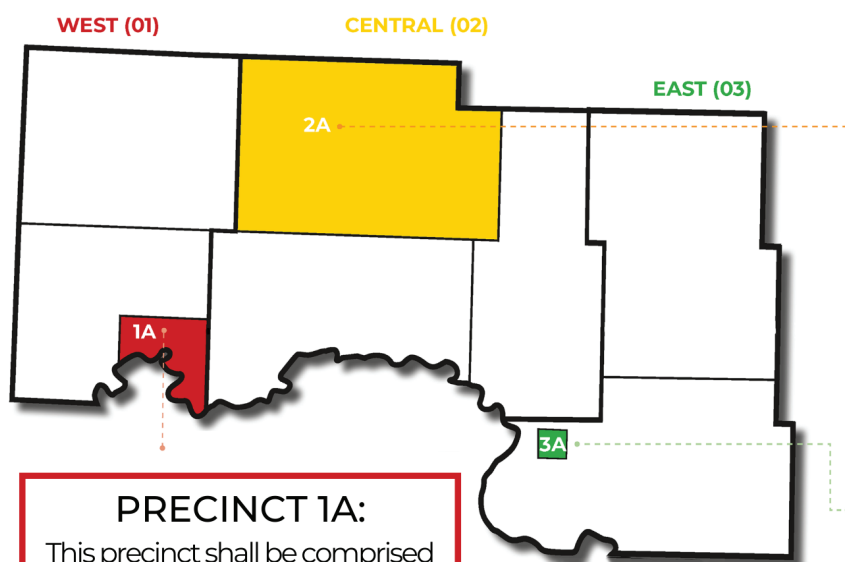 WEST (01)
CENTRAL (02)
EAST (03)
2A
1A
3A
PRECINCT 1A:
This precinct shall be comprised